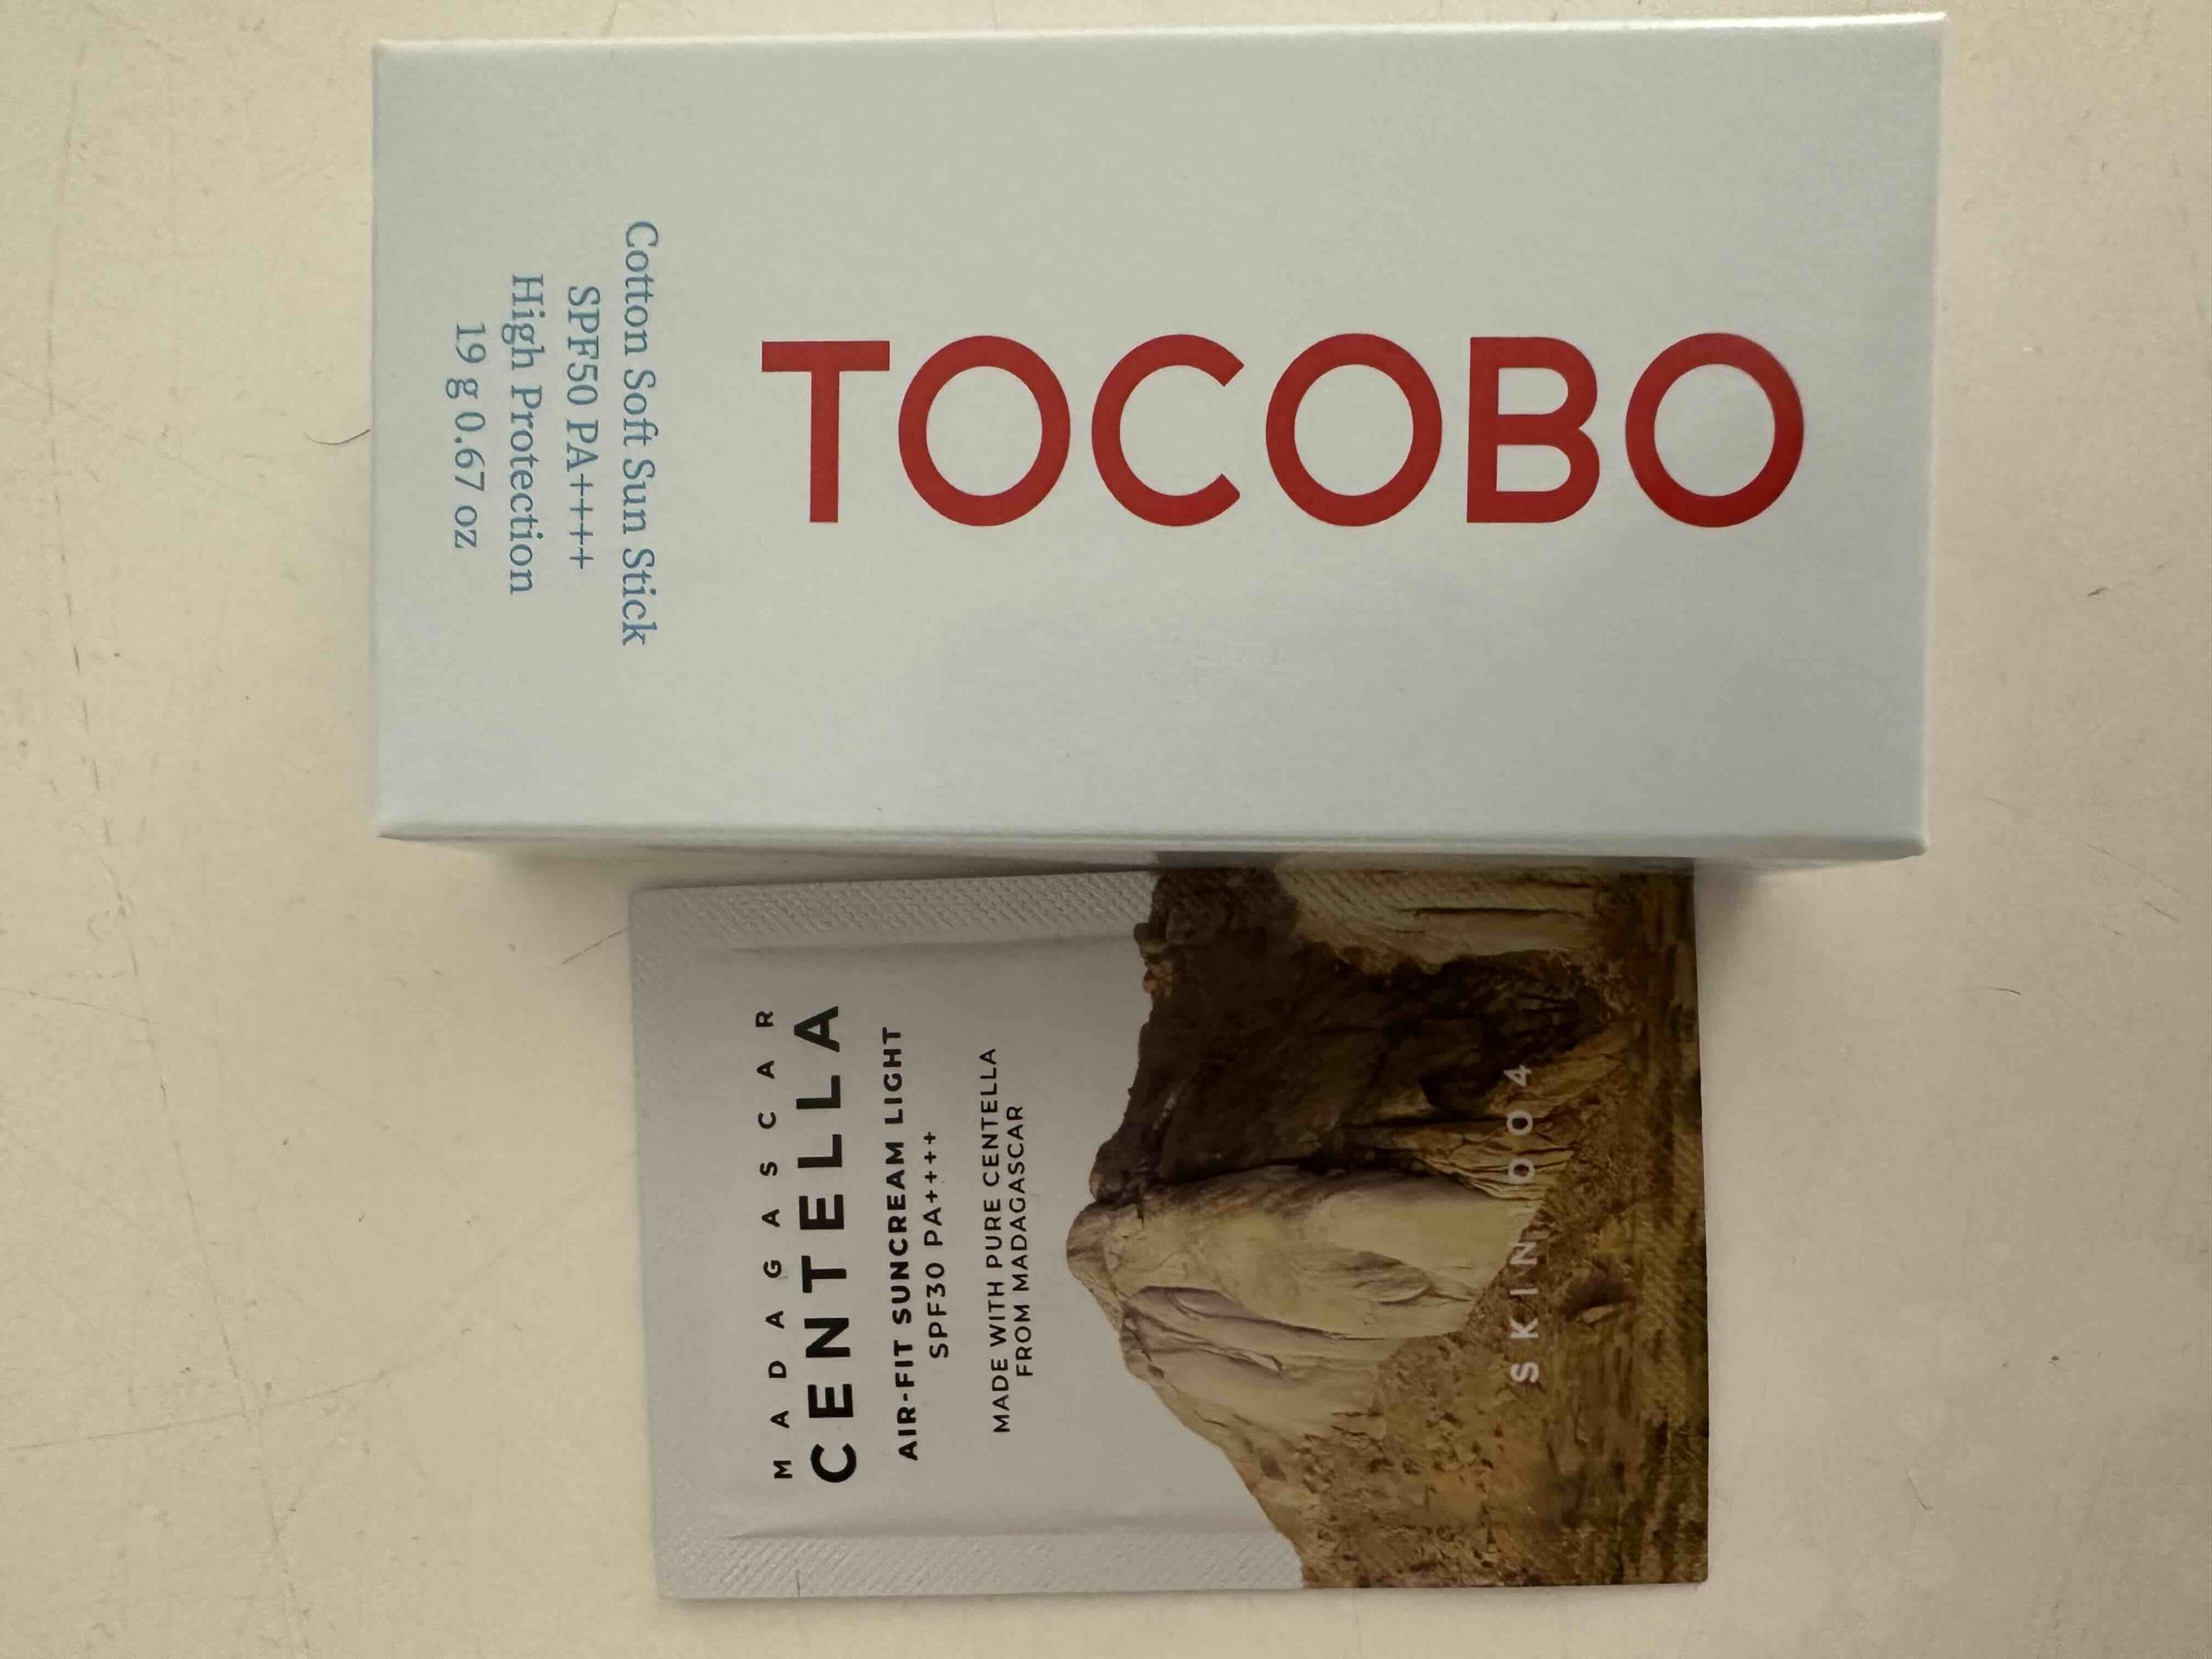 TOCOBO
Cotton Soft Sun Stick
SPF50 PA++++
High Protection
19 g 0.67 oz
MADAGASCAR
CENTELLA
AIR-FIT SUNCREAM LIGHT
SPF30 PA++++
MADE WITH PURE CENTELLA
FROM MADAGASCAR
SKIN1004